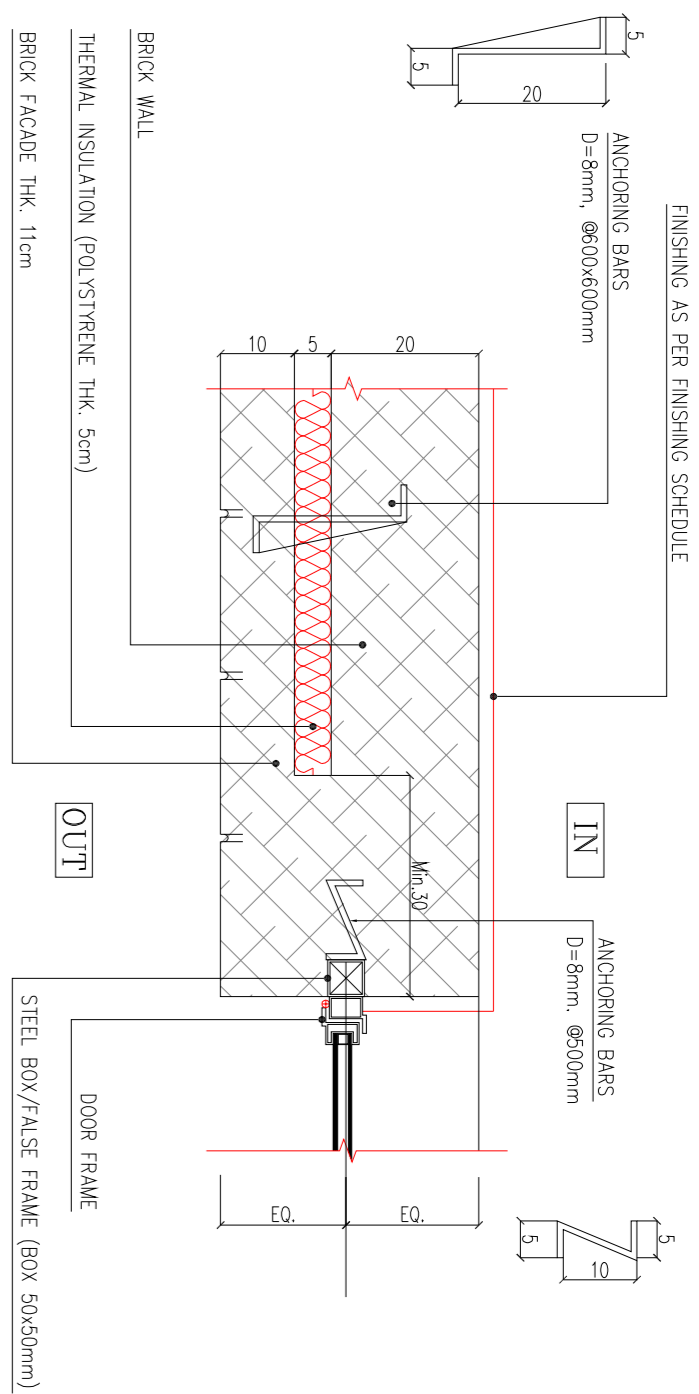 FINISHING AS PER FINISHING SCHEDULE
ANCHORING BARS
D=8mm, @600x600mm
5
20
5
10
5
20
IN
Min.30
ANCHORING BARS
D=8mm. @500mm
5
10
5
EQ.
EQ.
OUT
BRICK WALL
THERMAL INSULATION (POLYSTYRENE THK. 5cm)
BRICK FACADE THK. 11cm
DOOR FRAME
STEEL BOX/FALSE FRAME (BOX 50x50mm)